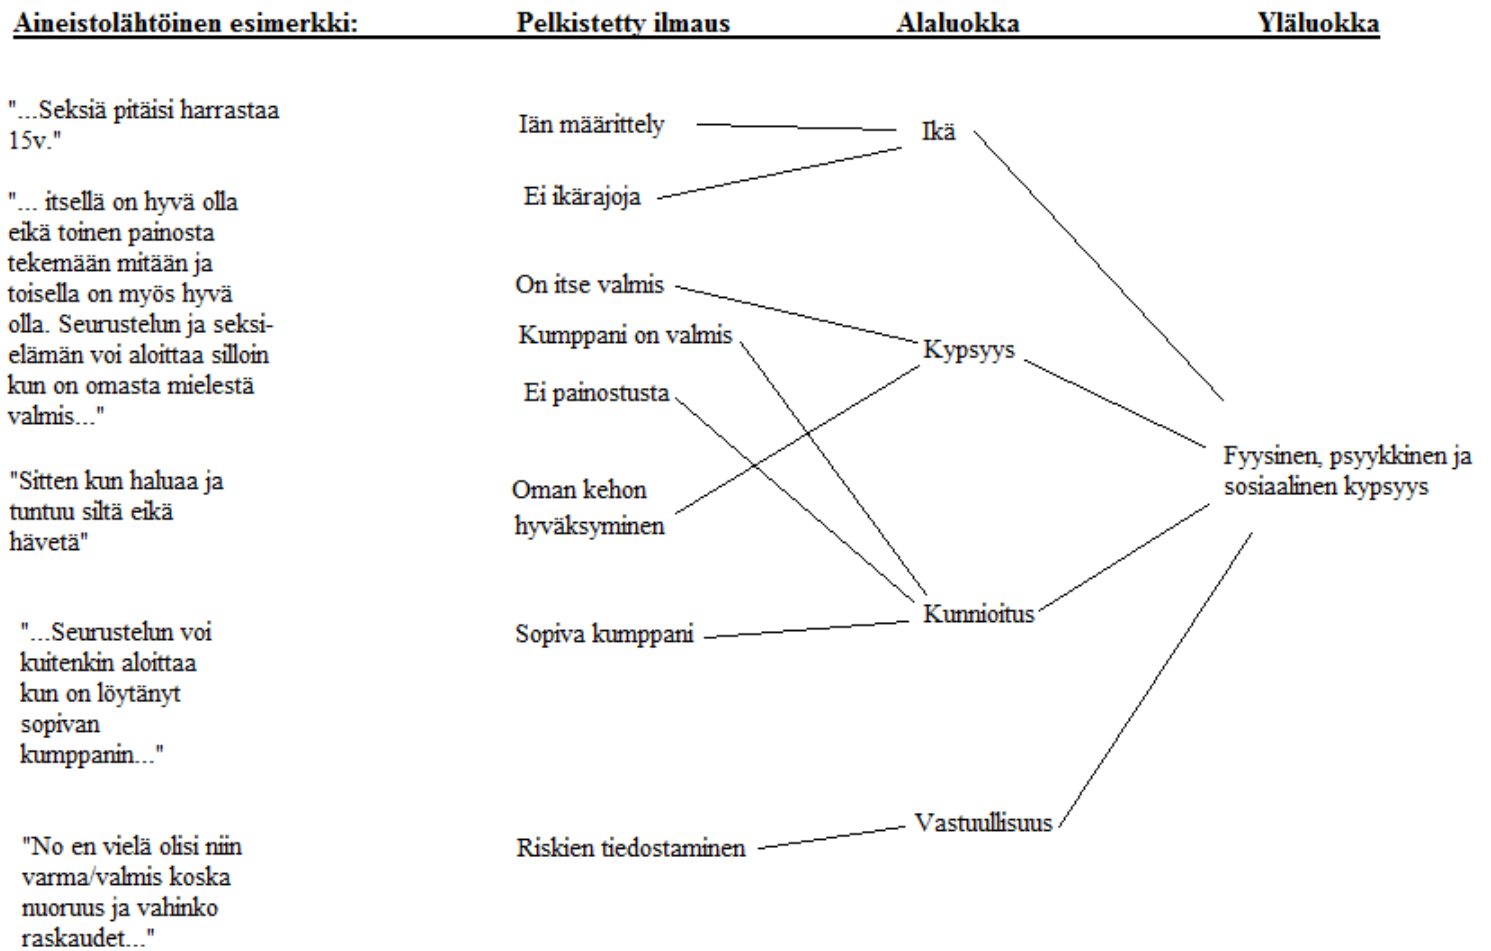 Aineistolähtöinen esimerkki: Pelkistetty ilmaus Alaluokka Yläluokka
"...Seksiä pitäisi harrastaa
15v."
"... itsellä on hyvä olla
eikä toinen painosta
tekemään mitään ja
toisella on myös hyvä
olla. Seurustelun ja seksi-
elämän voi aloittaa silloin
kun on omasta mielestä
valmis..."
"Sitten kun haluaa ja
tuntuu siltä eikä
hävetä"
"...Seurustelun voi
kuitenkin aloittaa
kun on löytänyt
sopivan
kumppanin..."
"No en vielä olisi niin
varma/valmis koska
nuoruus ja vahinko
raskaudet..."
Iän määrittely
Ei ikärajoja
On itse valmis
Kumppani on valmis
Ei painostusta
Oman kehon
hyväksyminen
Sopiva kumppani
Riskien tiedostaminen
Ikä
Kypsyys
Kunnioitus
Vastuullisuus
Fyysinen, psyykkinen ja
sosiaalinen kypsyys